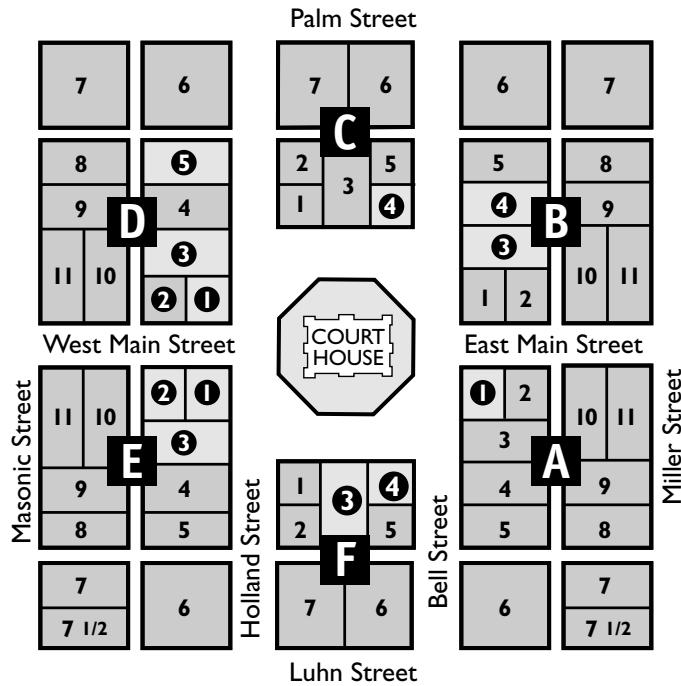 Palm Street
7 6 7 6 6 7
C
8 5 2 5 5 8
3
9 4 1 4 4 9
D B
11 10 3 3 10 11
2 1 1 2
COURT
HOUSE
West Main Street East Main Street
11 10 2 1 1 2 10 11
3 3
E A
9 4 1 3 4 4 9
8 5 2 5 5 8
F
7 6 7 6 6 7
7 1/2 7 1/2
Masonic Street
Holland Street
Bell Street
Miller Street
Luhn Street